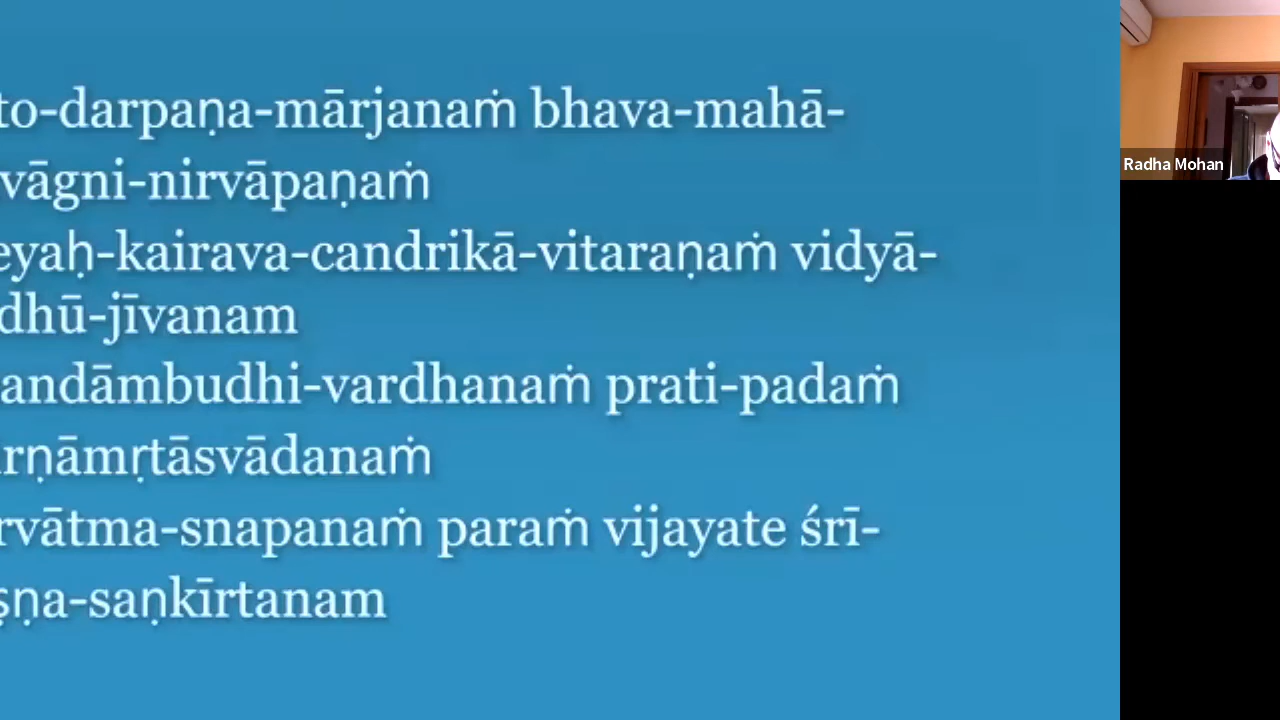 to-darpaṇa-mārjanaṁ bhava-mahā-
vāgni-nirvāpaṇaṁ
eyaḥ-kairava-candrikā-vitaraṇaṁ vidyā-
dhū-jīvanam
andāmbudhi-vardhanaṁ prati-padaṁ
rṇāmṛtāsvādanaṁ
rvātma-snapanaṁ paraṁ vijayate śrī-
ṣṇa-saṇkīrtanam
Radha Mohan